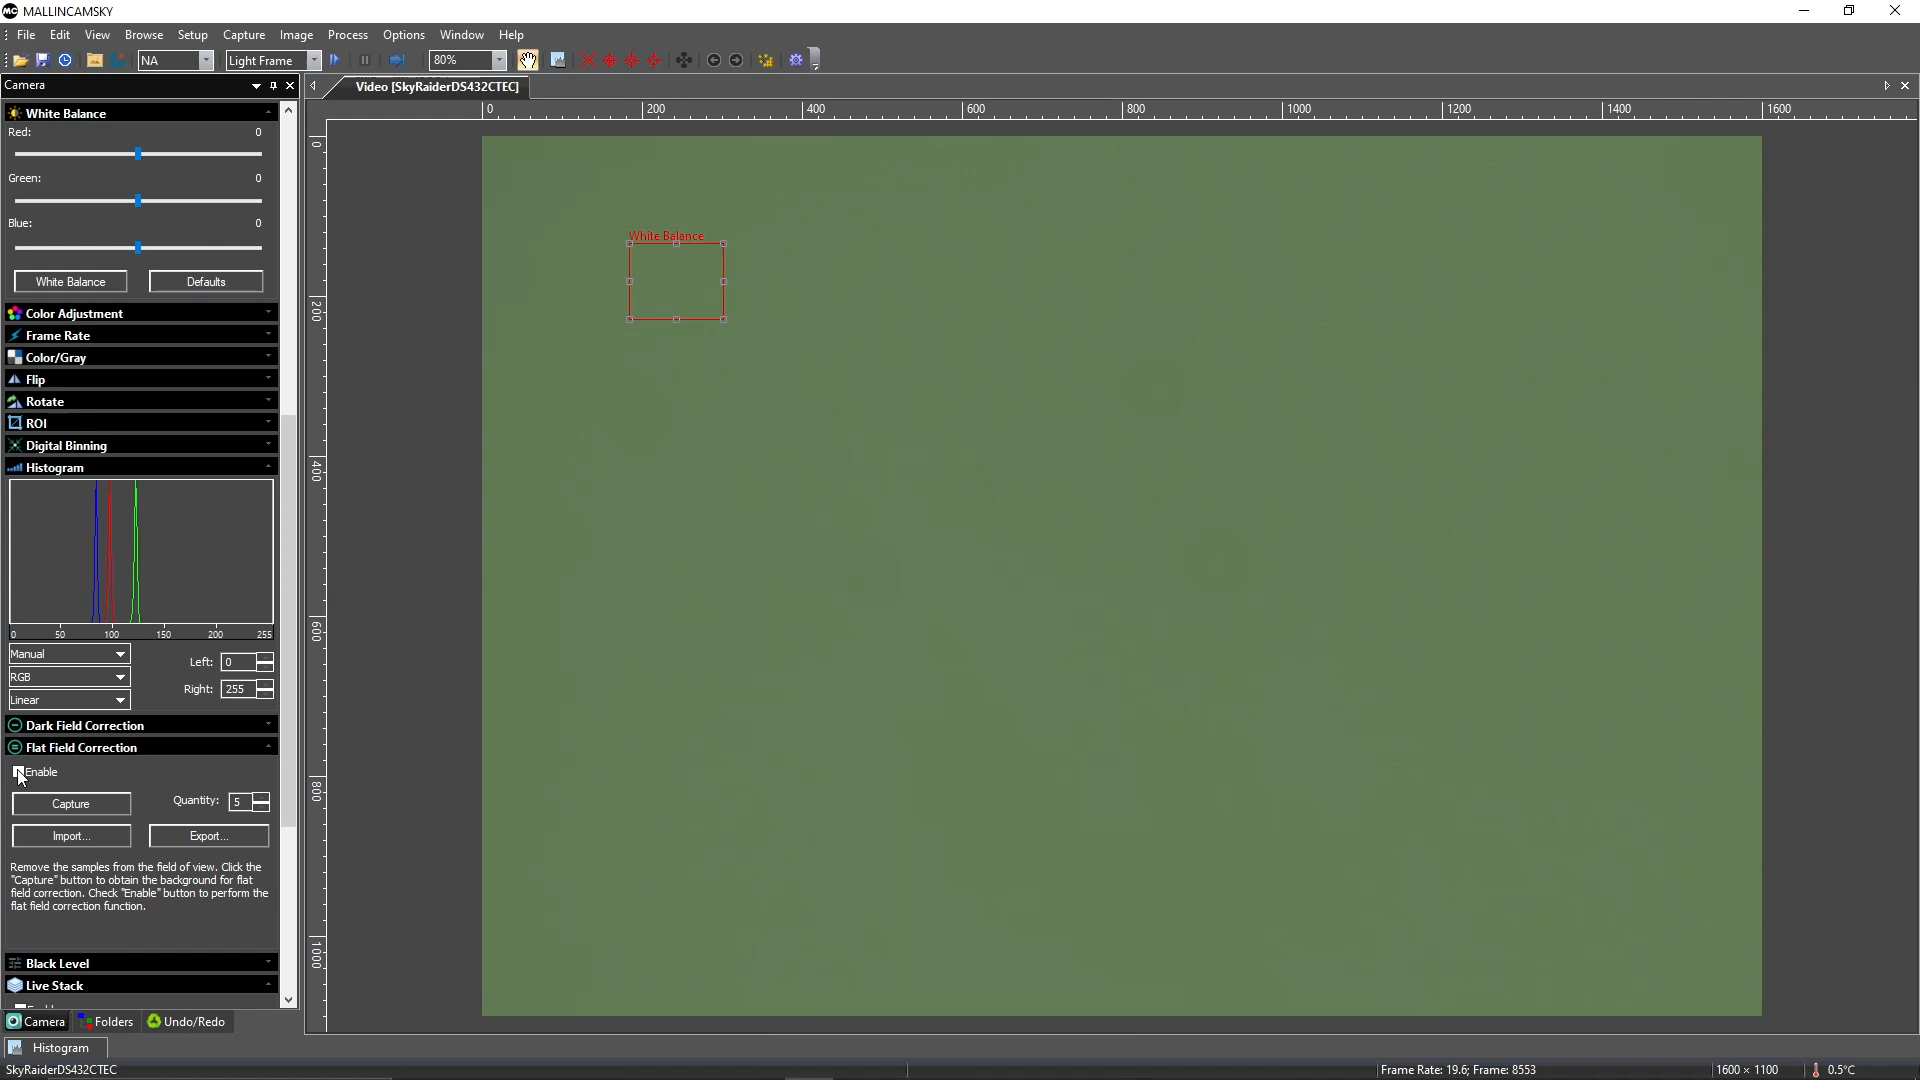 MALLINCAMSKY
File Edit View Browse Setup Capture Image Process Options Window Help
NA Light Frame 80%
Camera
Video [SkyRaiderDS432CTEC]
0 200 400 600 800 1000 1200 1400 1600
White Balance
Red: 0
Green: 0
Blue: 0
White Balance Defaults
Color Adjustment
Frame Rate
Color/Gray
Flip
Rotate
ROI
Digital Binning
Histogram
0 50 100 150 200 255
Manual
RGB
Linear
Left: 0
Right: 255
Dark Field Correction
Flat Field Correction
Enable
Capture Quantity: 5
Import... Export...
Remove the samples from the field of view. Click the
"Capture" button to obtain the background for flat
field correction. Check "Enable" button to perform the
flat field correction function.
Black Level
Live Stack
Camera Folders Undo/Redo
White Balance
0
200
400
600
800
1000
Histogram
SkyRaiderDS432CTEC
Frame Rate: 19.6; Frame: 8553
1600 × 1100
0.5°C